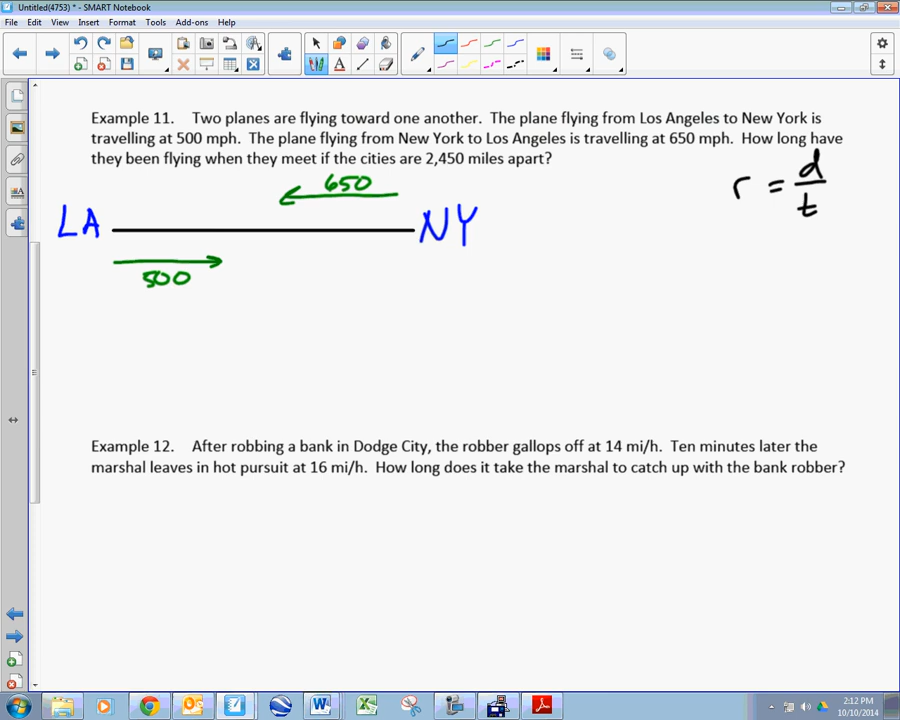 Untitled(4753) * - SMART Notebook
File Edit View Insert Format Tools Add-ons Help
Example 11. Two planes are flying toward one another. The plane flying from Los Angeles to New York is
travelling at 500 mph. The plane flying from New York to Los Angeles is travelling at 650 mph. How long have
they been flying when they meet if the cities are 2,450 miles apart?
r = d/t
650
LA NY
500
Example 12. After robbing a bank in Dodge City, the robber gallops off at 14 mi/h. Ten minutes later the
marshal leaves in hot pursuit at 16 mi/h. How long does it take the marshal to catch up with the bank robber?
2:12 PM
10/10/2014